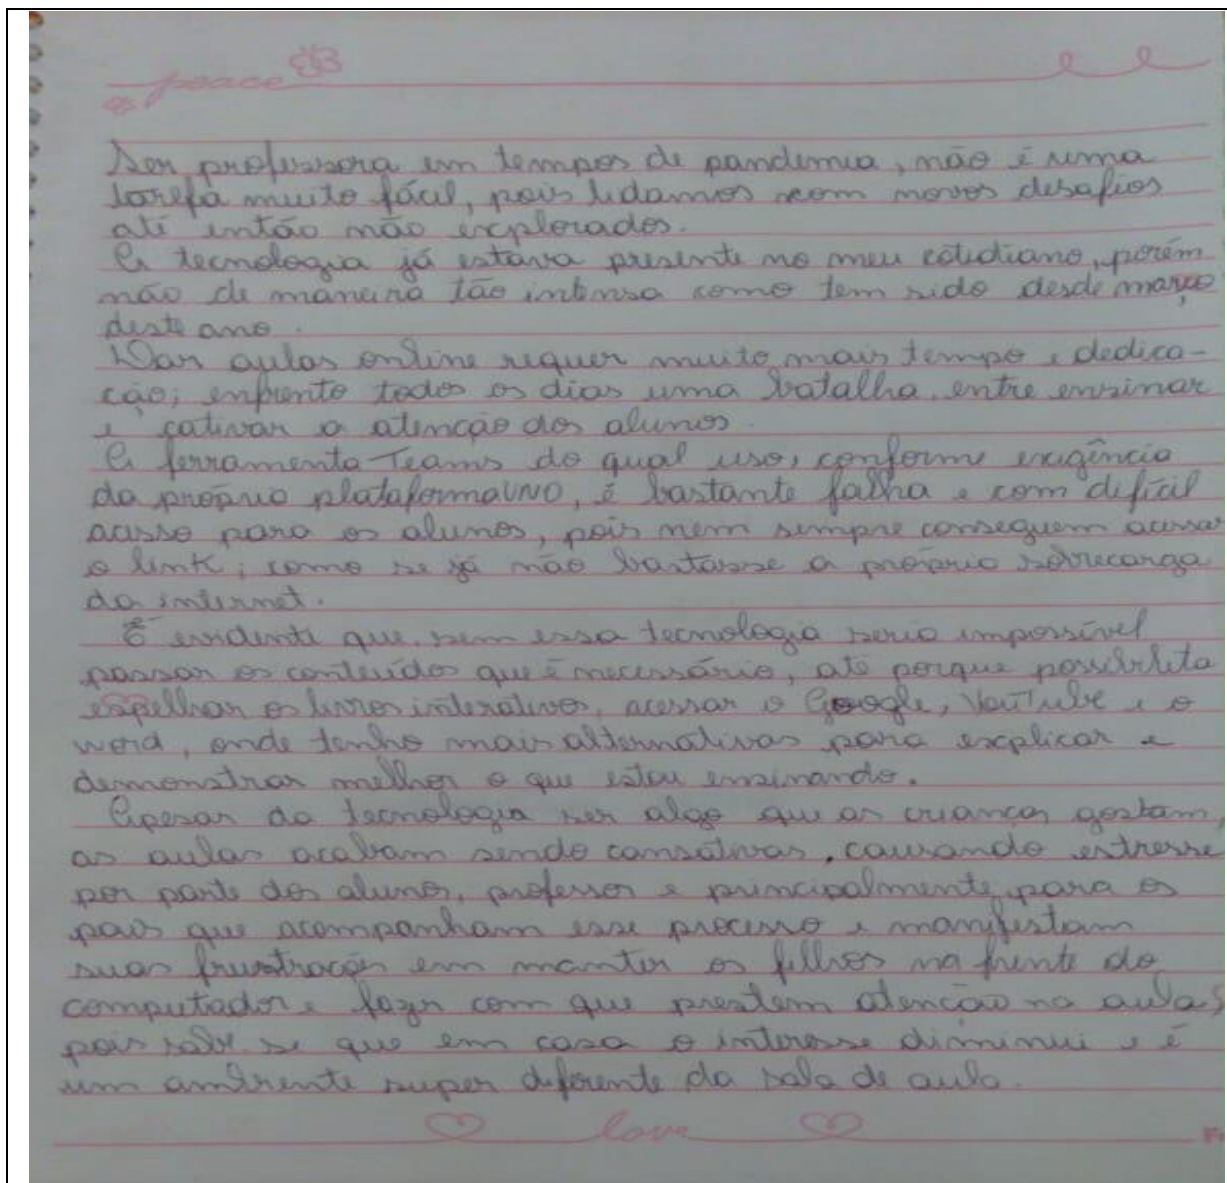 peace
Ser professora em tempos de pandemia, não é uma
tarefa muito fácil, pois lidamos com novos desafios
até então não explorados.
A tecnologia já estava presente no meu cotidiano, porém
não de maneira tão intensa como tem sido desde março
deste ano.
Dar aulas online requer muito mais tempo e dedica-
ção; enfrento todos os dias uma batalha, entre ensinar
e cativar a atenção dos alunos.
A ferramenta Teams do qual uso, conforme exigência
da própria plataforma UNO, é bastante falha e com difícil
acesso para os alunos, pois nem sempre conseguem acessar
o link; como se já não bastasse a própria sobrecarga
da internet.
É evidente que sem essa tecnologia seria impossível
passar os conteúdos que é necessário, até porque possibilita
espelhar os livros interativos, acessar o Google, YouTube e o
word, onde tenho mais alternativas para explicar e
demonstrar melhor o que estou ensinando.
Apesar da tecnologia ser algo que as crianças gostam,
as aulas acabam sendo cansativas, causando estresse
por parte dos alunos, professor e principalmente para os
pais que acompanham esse processo e manifestam
suas frustrações em manter os filhos na frente do
computador e fazer com que prestem atenção na aula,
pois sabe-se que em casa o interesse diminui e é
um ambiente super diferente da sala de aula.
love